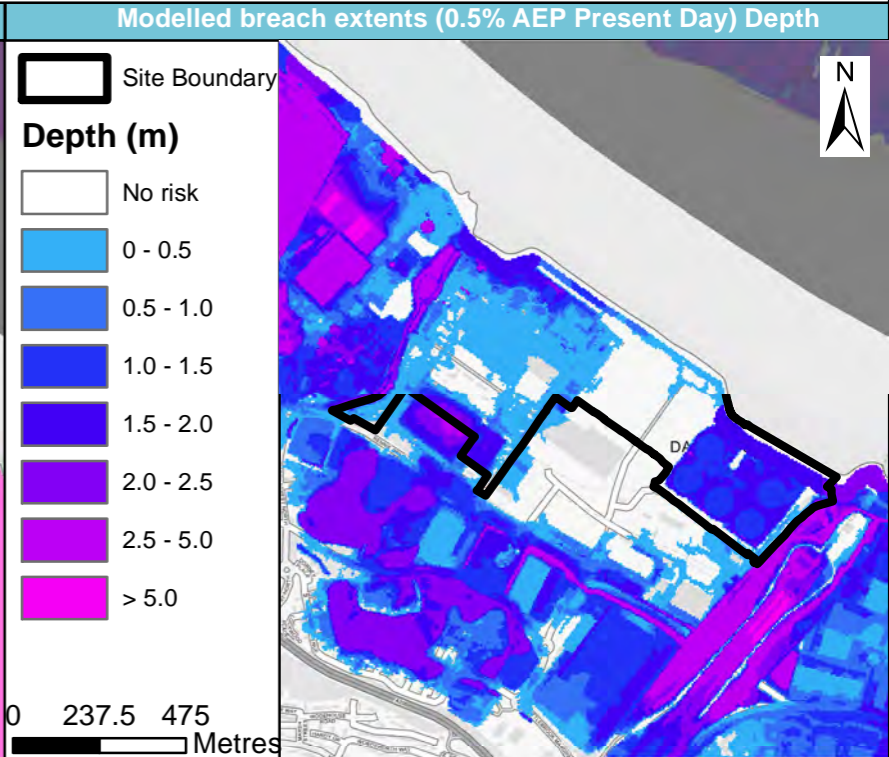 Modelled breach extents (0.5% AEP Present Day) Depth
Site Boundary
Depth (m)
No risk
0 - 0.5
0.5 - 1.0
1.0 - 1.5
1.5 - 2.0
2.0 - 2.5
2.5 - 5.0
> 5.0
0 237.5 475
Metres
N
DA